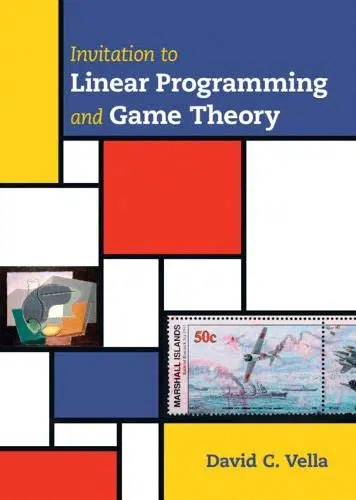 Invitation to
Linear Programming
and Game Theory
MARSHALL ISLANDS
50c
David C. Vella